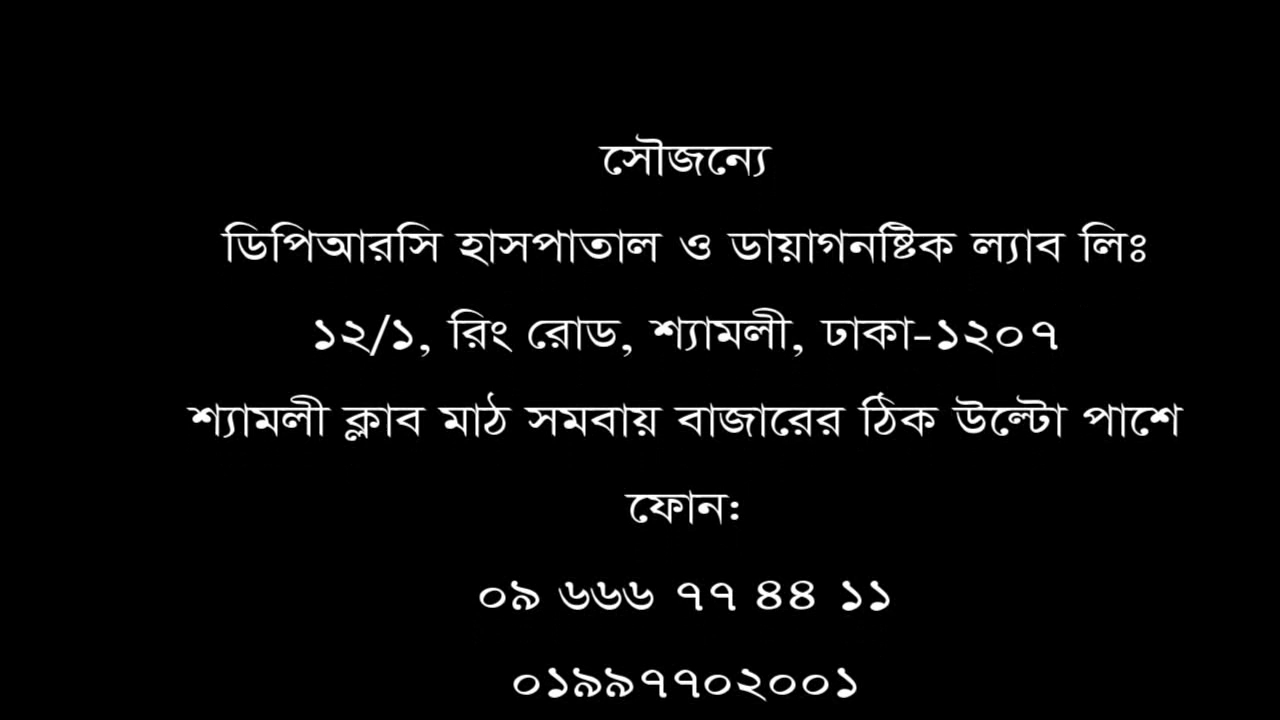 সৌজন্যে
ডিপিআরসি হাসপাতাল ও ডায়াগনষ্টিক ল্যাব লিঃ
১২/১, রিং রোড, শ্যামলী, ঢাকা-১২০৭
শ্যামলী ক্লাব মাঠ সমবায় বাজারের ঠিক উল্টো পাশে
ফোন:
০৯ ৬৬৬ ৭৭ ৪৪ ১১
০১৯৯৭৭০২০০১